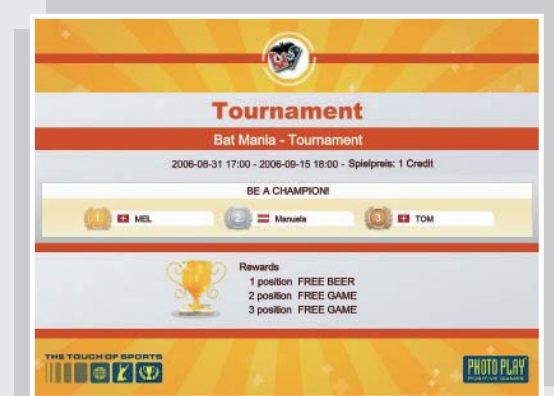 Tournament
Bat Mania - Tournament
2006-08-31 17:00 - 2006-09-15 18:00 - Spielpreis: 1 Credit
BE A CHAMPION!
1 MEL 2 Manuela 3 TOM
Rewards
1 position FREE BEER
2 position FREE GAME
3 position FREE GAME
THE TOUCH OF SPORTS
PHOTO PLAY
POSITIVE GAMES